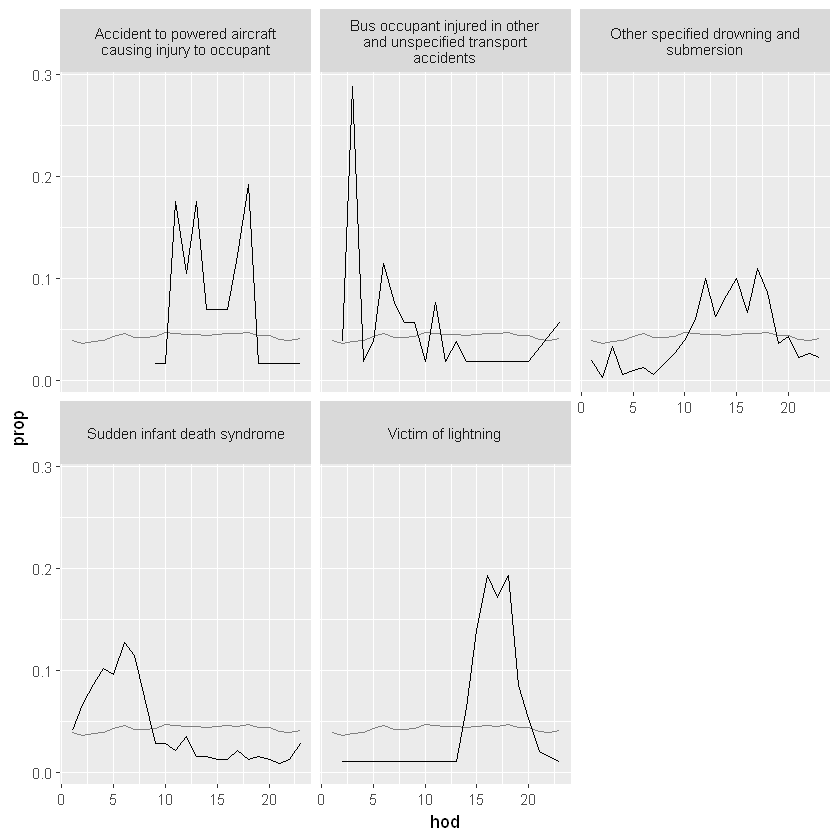 Accident to powered aircraft
causing injury to occupant
Bus occupant injured in other
and unspecified transport
accidents
Other specified drowning and
submersion
0.3
0.2
0.1
0.0
0 5 10 15 20
prop
Sudden infant death syndrome
Victim of lightning
0.3
0.2
0.1
0.0
0 5 10 15 20
0 5 10 15 20
hod